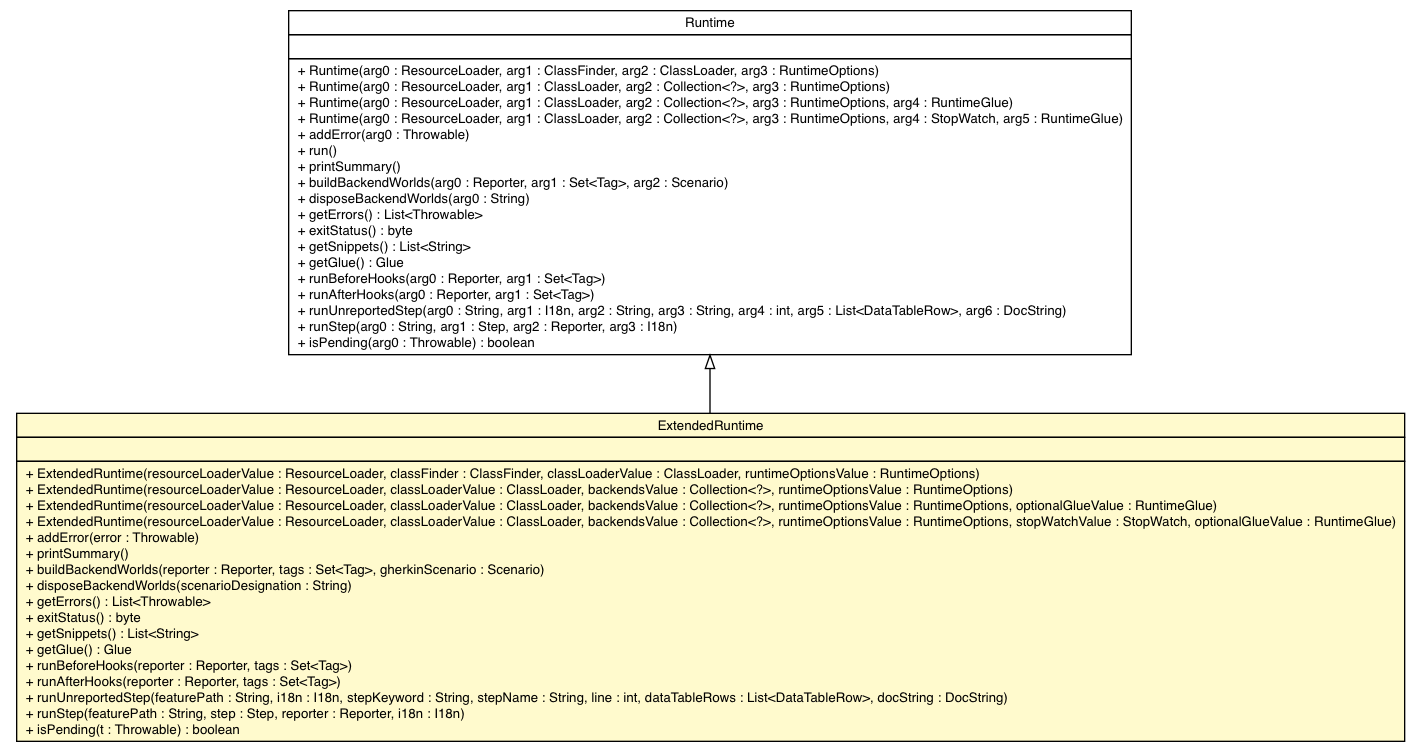 Runtime
+ Runtime(arg0 : ResourceLoader, arg1 : ClassFinder, arg2 : ClassLoader, arg3 : RuntimeOptions)
+ Runtime(arg0 : ResourceLoader, arg1 : ClassLoader, arg2 : Collection<?>, arg3 : RuntimeOptions)
+ Runtime(arg0 : ResourceLoader, arg1 : ClassLoader, arg2 : Collection<?>, arg3 : RuntimeOptions, arg4 : RuntimeGlue)
+ Runtime(arg0 : ResourceLoader, arg1 : ClassLoader, arg2 : Collection<?>, arg3 : RuntimeOptions, arg4 : StopWatch, arg5 : RuntimeGlue)
+ addError(arg0 : Throwable)
+ run()
+ printSummary()
+ buildBackendWorlds(arg0 : Reporter, arg1 : Set<Tag>, arg2 : Scenario)
+ disposeBackendWorlds(arg0 : String)
+ getErrors() : List<Throwable>
+ exitStatus() : byte
+ getSnippets() : List<String>
+ getGlue() : Glue
+ runBeforeHooks(arg0 : Reporter, arg1 : Set<Tag>)
+ runAfterHooks(arg0 : Reporter, arg1 : Set<Tag>)
+ runUnreportedStep(arg0 : String, arg1 : I18n, arg2 : String, arg3 : String, arg4 : int, arg5 : List<DataTableRow>, arg6 : DocString)
+ runStep(arg0 : String, arg1 : Step, arg2 : Reporter, arg3 : I18n)
+ isPending(arg0 : Throwable) : boolean
ExtendedRuntime
+ ExtendedRuntime(resourceLoaderValue : ResourceLoader, classFinder : ClassFinder, classLoaderValue : ClassLoader, runtimeOptionsValue : RuntimeOptions)
+ ExtendedRuntime(resourceLoaderValue : ResourceLoader, classLoaderValue : ClassLoader, backendsValue : Collection<?>, runtimeOptionsValue : RuntimeOptions)
+ ExtendedRuntime(resourceLoaderValue : ResourceLoader, classLoaderValue : ClassLoader, backendsValue : Collection<?>, runtimeOptionsValue : RuntimeOptions, optionalGlueValue : RuntimeGlue)
+ ExtendedRuntime(resourceLoaderValue : ResourceLoader, classLoaderValue : ClassLoader, backendsValue : Collection<?>, runtimeOptionsValue : RuntimeOptions, stopWatchValue : StopWatch, optionalGlueValue : RuntimeGlue)
+ addError(error : Throwable)
+ printSummary()
+ buildBackendWorlds(reporter : Reporter, tags : Set<Tag>, gherkinScenario : Scenario)
+ disposeBackendWorlds(scenarioDesignation : String)
+ getErrors() : List<Throwable>
+ exitStatus() : byte
+ getSnippets() : List<String>
+ getGlue() : Glue
+ runBeforeHooks(reporter : Reporter, tags : Set<Tag>)
+ runAfterHooks(reporter : Reporter, tags : Set<Tag>)
+ runUnreportedStep(featurePath : String, i18n : I18n, stepKeyword : String, stepName : String, line : int, dataTableRows : List<DataTableRow>, docString : DocString)
+ runStep(featurePath : String, step : Step, reporter : Reporter, i18n : I18n)
+ isPending(t : Throwable) : boolean